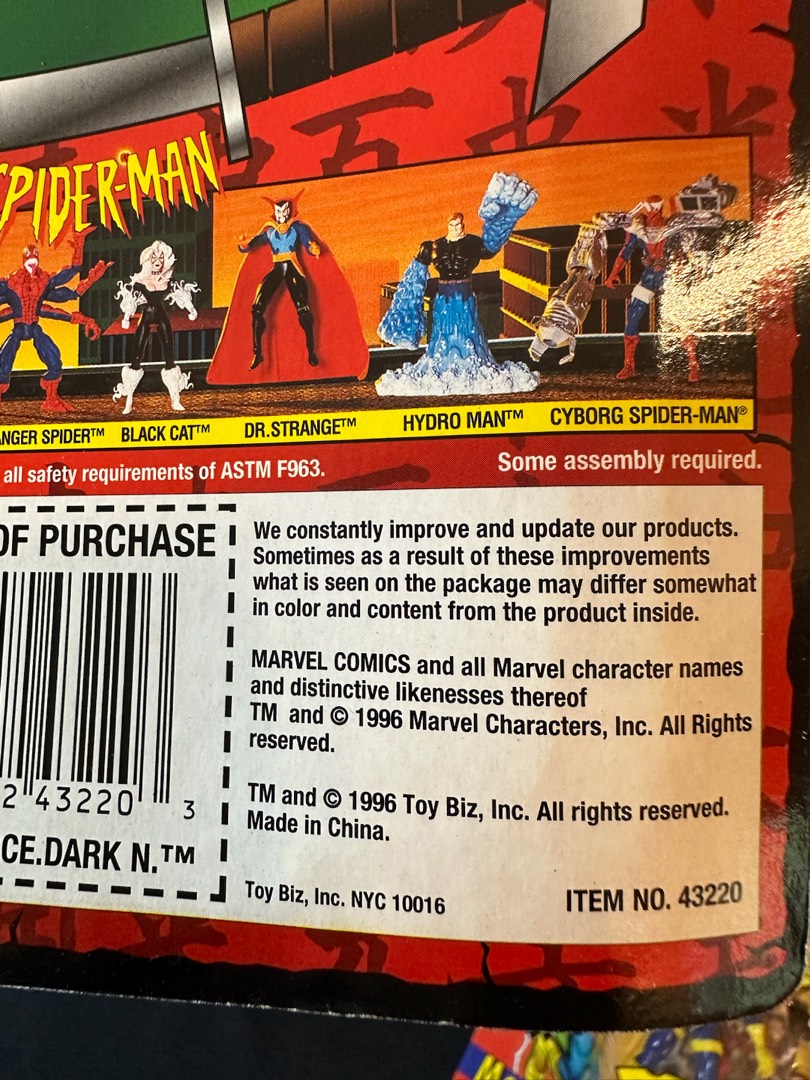 SPIDER-MAN
NGER SPIDER™ BLACK CAT™ DR.STRANGE™ HYDRO MAN™ CYBORG SPIDER-MAN®
all safety requirements of ASTM F963. Some assembly required.
OF PURCHASE
2 43220 3
CE.DARK N.™
We constantly improve and update our products.
Sometimes as a result of these improvements
what is seen on the package may differ somewhat
in color and content from the product inside.
MARVEL COMICS and all Marvel character names
and distinctive likenesses thereof
TM and © 1996 Marvel Characters, Inc. All Rights
reserved.
TM and © 1996 Toy Biz, Inc. All rights reserved.
Made in China.
Toy Biz, Inc. NYC 10016 ITEM NO. 43220